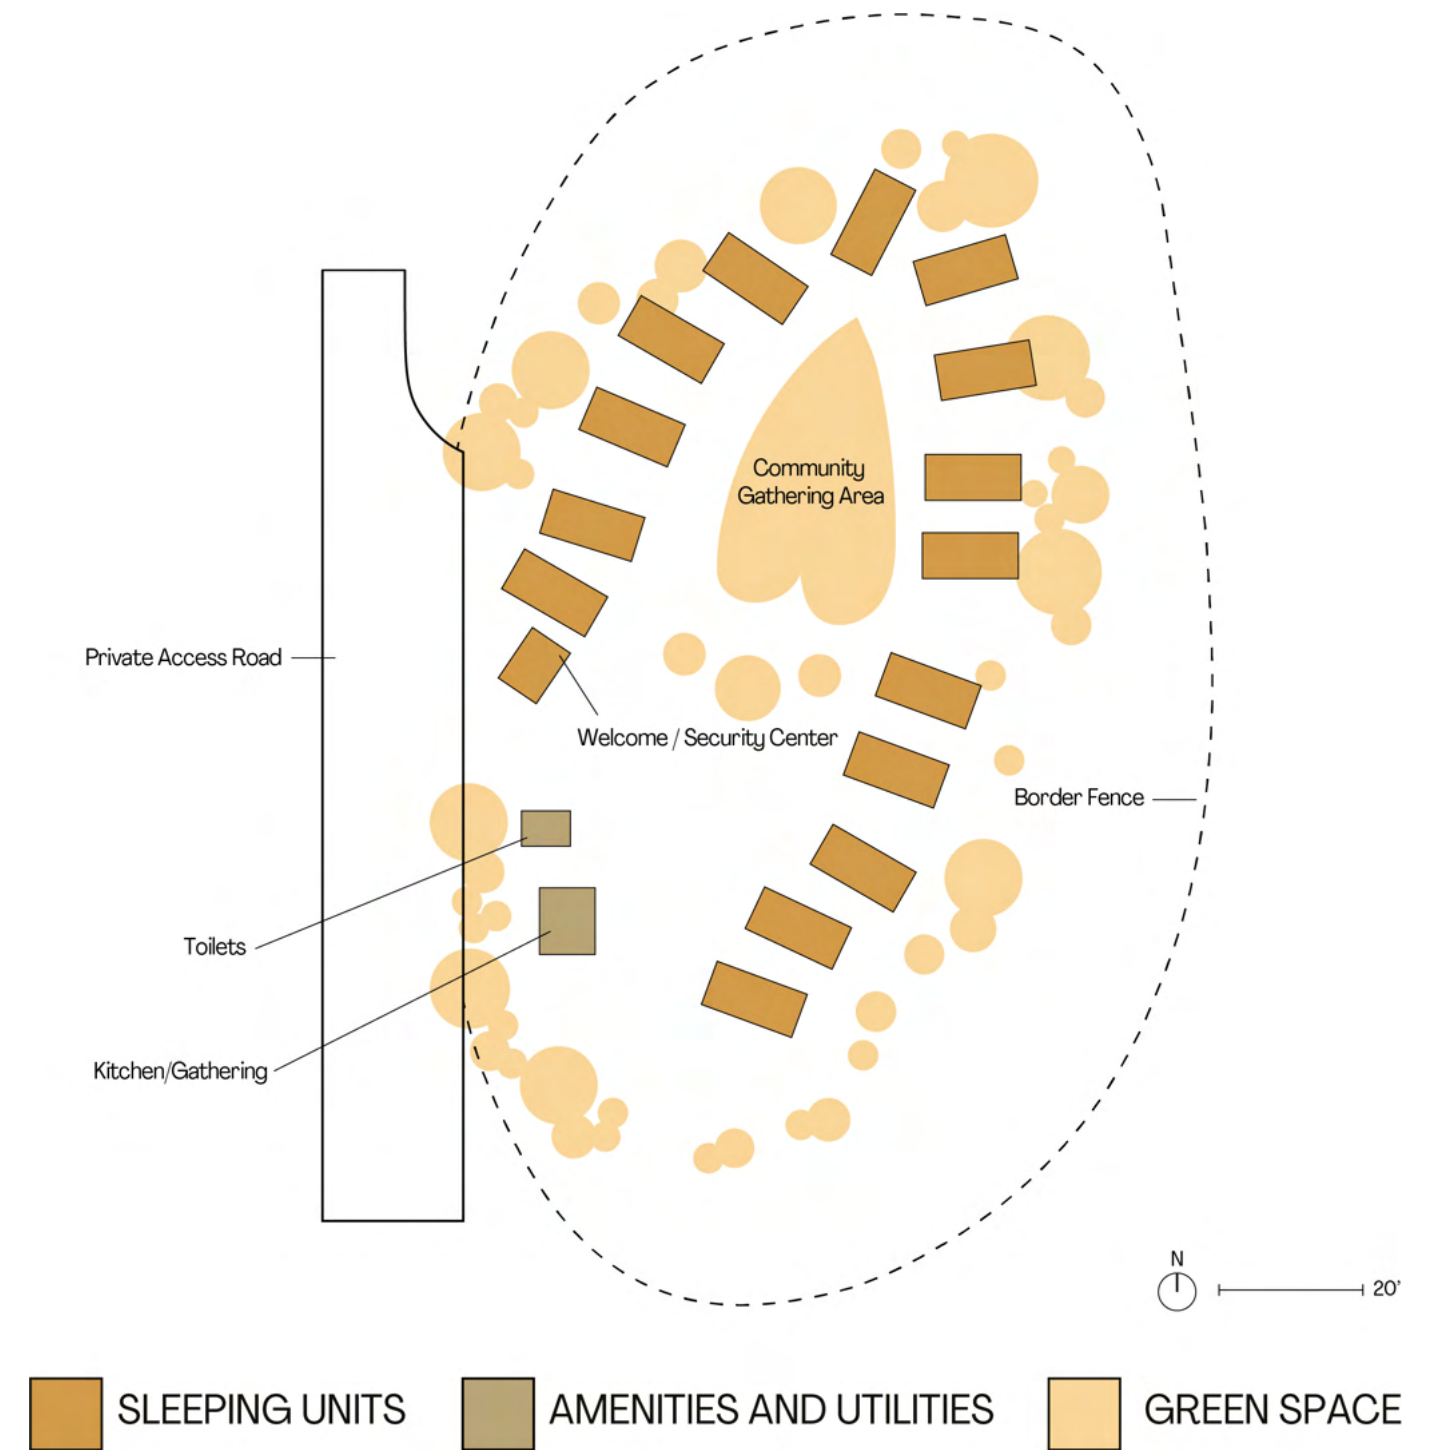 Community
Gathering Area
Private Access Road
Welcome / Security Center
Border Fence
Toilets
Kitchen/Gathering
N
20'
SLEEPING UNITS
AMENITIES AND UTILITIES
GREEN SPACE